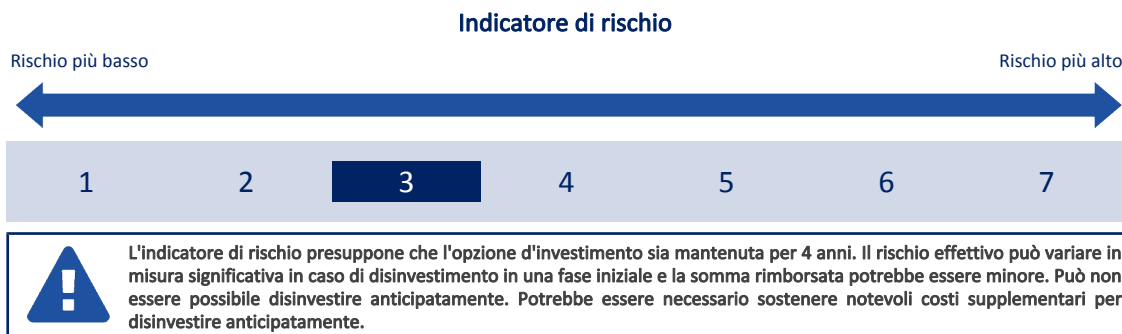 Indicatore di rischio
Rischio più basso Rischio più alto
1 2 3 4 5 6 7
L'indicatore di rischio presuppone che l'opzione d'investimento sia mantenuta per 4 anni. Il rischio effettivo può variare in
misura significativa in caso di disinvestimento in una fase iniziale e la somma rimborsata potrebbe essere minore. Può non
essere possibile disinvestire anticipatamente. Potrebbe essere necessario sostenere notevoli costi supplementari per
disinvestire anticipatamente.